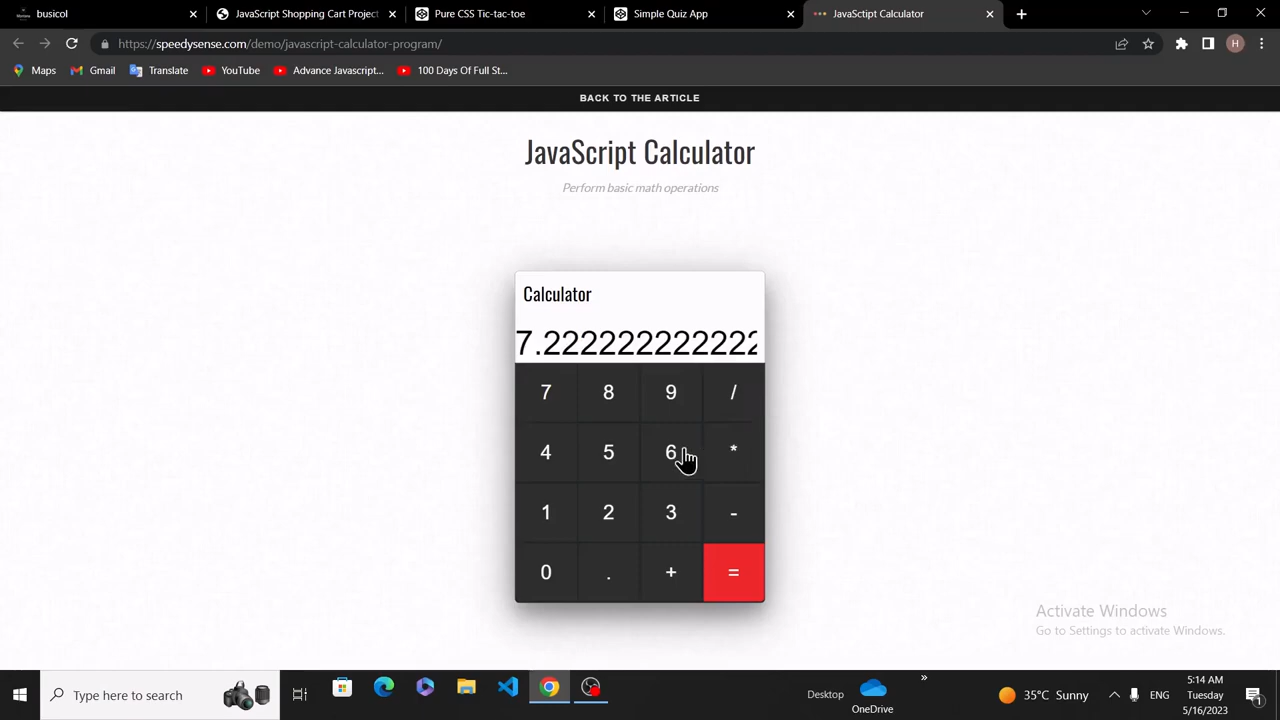 busicol
JavaScript Shopping Cart Project
Pure CSS Tic-tac-toe
Simple Quiz App
JavaScript Calculator
https://speedysense.com/demo/javascript-calculator-program/
H
Maps
Gmail
Translate
YouTube
Advance Javascript...
100 Days Of Full St...
BACK TO THE ARTICLE
JavaScript Calculator
Perform basic math operations
Calculator
7.222222222222
7 8 9 /
4 5 6 *
1 2 3 -
0 . + =
Activate Windows
Go to Settings to activate Windows.
Type here to search
Desktop
OneDrive
»
35°C Sunny
ENG
5:14 AM
Tuesday
5/16/2023
1